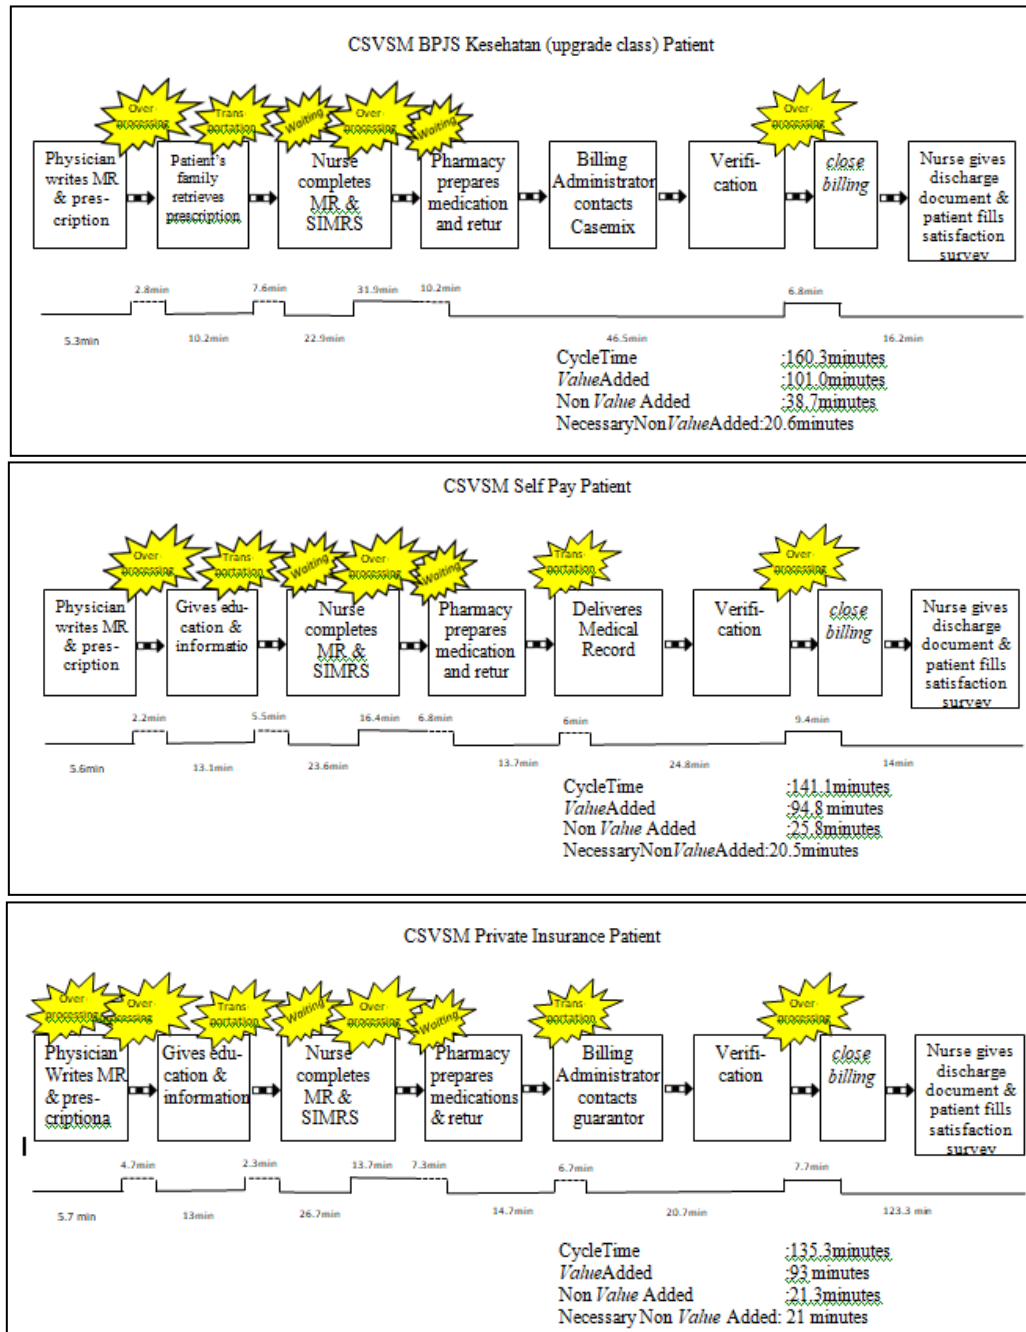 CSVSM BPJS Kesehatan (upgrade class) Patient
Over-
processing
Trans-
portation
Waiting
Over-
processing
Waiting
Over-
processing
Physician
writes MR
& pres-
cription
Patient's
family
retrieves
prescription
Nurse
completes
MR &
SIMRS
Pharmacy
prepares
medication
and retur
Billing
Administrator
contacts
Casemix
Verifi-
cation
close
billing
Nurse gives
discharge
document &
patient fills
satisfaction
survey
2.8min
7.6min
31.9min
10.2min
6.8min
5.3min
10.2min
22.9min
46.5min
16.2min
CycleTime :160.3minutes
ValueAdded :101.0minutes
Non Value Added :38.7minutes
NecessaryNonValueAdded:20.6minutes
CSVSM Self Pay Patient
Over-
processing
Trans-
portation
Waiting
Over-
processing
Waiting
Trans-
portation
Over-
processing
Physician
writes MR
& pres-
cription
Gives edu-
cation &
informatio
Nurse
completes
MR &
SIMRS
Pharmacy
prepares
medication
and retur
Deliveres
Medical
Record
Verifi-
cation
close
billing
Nurse gives
discharge
document &
patient fills
satisfaction
survey
2.2min
5.5min
16.4min
6.8min
6min
9.4min
5.6min
13.1min
23.6min
13.7min
24.8min
14min
CycleTime :141.1minutes
ValueAdded :94.8 minutes
Non Value Added :25.8minutes
NecessaryNonValueAdded:20.5minutes
CSVSM Private Insurance Patient
Over-
processing
Over-
processing
Trans-
portation
Waiting
Over-
processing
Waiting
Trans-
portation
Over-
processing
Physician
Writes MR
& pres-
criptiona
Gives edu-
cation &
information
Nurse
completes
MR &
SIMRS
Pharmacy
prepares
medications
& retur
Billing
Administrator
contacts
guarantor
Verifi-
cation
close
billing
Nurse gives
discharge
document &
patient fills
satisfaction
survey
4.7min
2.3min
13.7min
7.3min
6.7min
7.7min
5.7 min
13min
26.7min
14.7min
20.7min
123.3 min
CycleTime :135.3minutes
ValueAdded :93 minutes
Non Value Added :21.3minutes
Necessary Non Value Added: 21 minutes